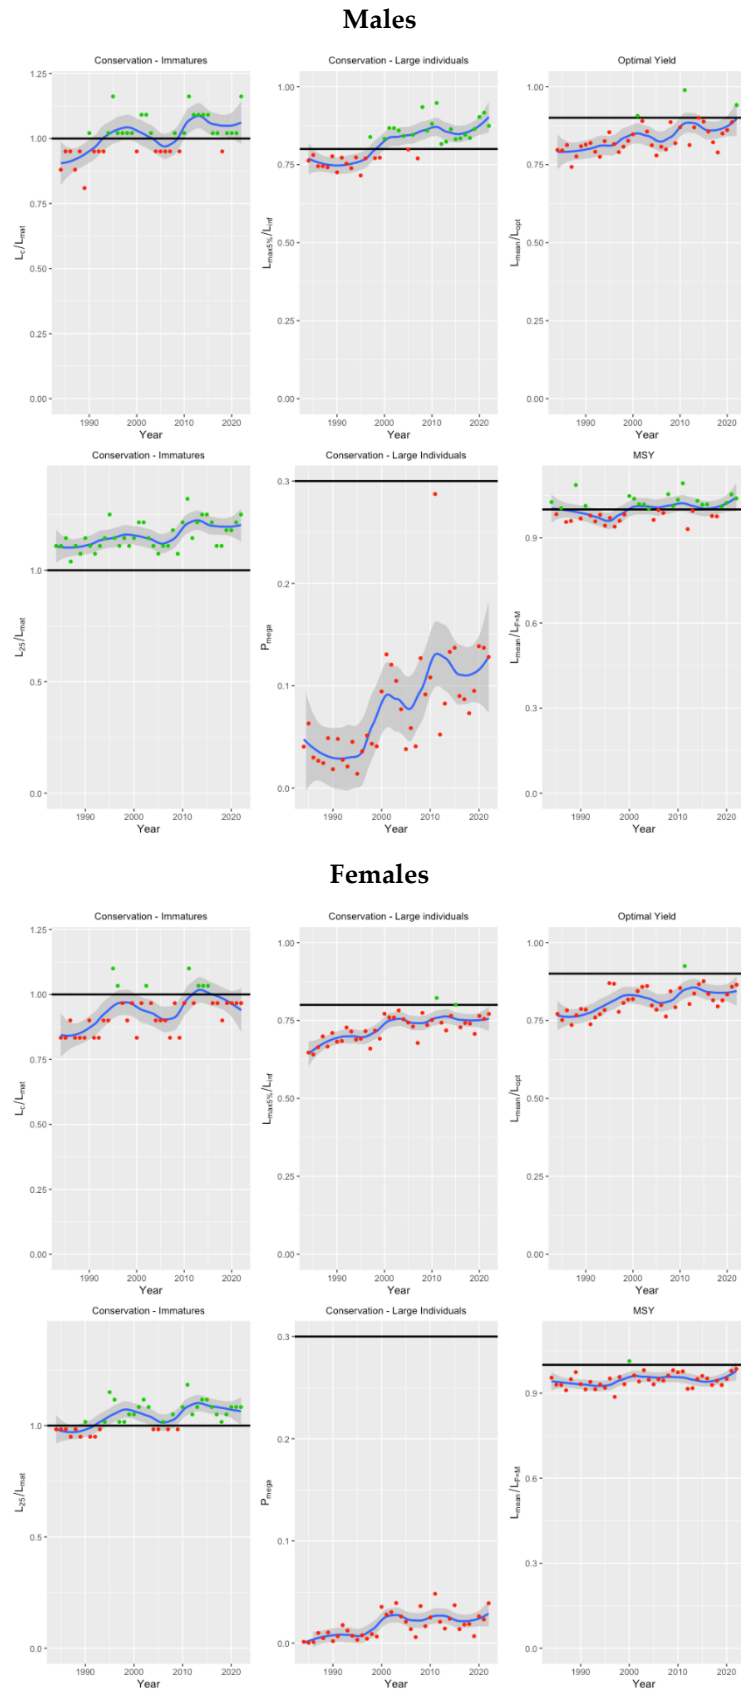 Males
Conservation - Immatures
Conservation - Large individuals
Optimal Yield
1.25
1.00
0.75
0.50
0.25
0.00
Lc/Lmat
1990 2000 2010 2020
Year
1.00
0.75
0.50
0.25
0.00
Lmax5%/Linf
1990 2000 2010 2020
Year
1.00
0.75
0.50
0.25
0.00
Lmean/Lopt
1990 2000 2010 2020
Year
Conservation - Immatures
Conservation - Large Individuals
MSY
1.0
0.5
0.0
L25/Lmat
1990 2000 2010 2020
Year
0.3
0.2
0.1
0.0
Pmega
1990 2000 2010 2020
Year
0.9
0.6
0.3
0.0
Lmean/LF=M
1990 2000 2010 2020
Year
Females
Conservation - Immatures
Conservation - Large individuals
Optimal Yield
1.25
1.00
0.75
0.50
0.25
0.00
Lc/Lmat
1990 2000 2010 2020
Year
1.00
0.75
0.50
0.25
0.00
Lmax5%/Linf
1990 2000 2010 2020
Year
1.00
0.75
0.50
0.25
0.00
Lmean/Lopt
1990 2000 2010 2020
Year
Conservation - Immatures
Conservation - Large Individuals
MSY
1.0
0.5
0.0
L25/Lmat
1990 2000 2010 2020
Year
0.3
0.2
0.1
0.0
Pmega
1990 2000 2010 2020
Year
0.9
0.6
0.3
0.0
Lmean/LF=M
1990 2000 2010 2020
Year